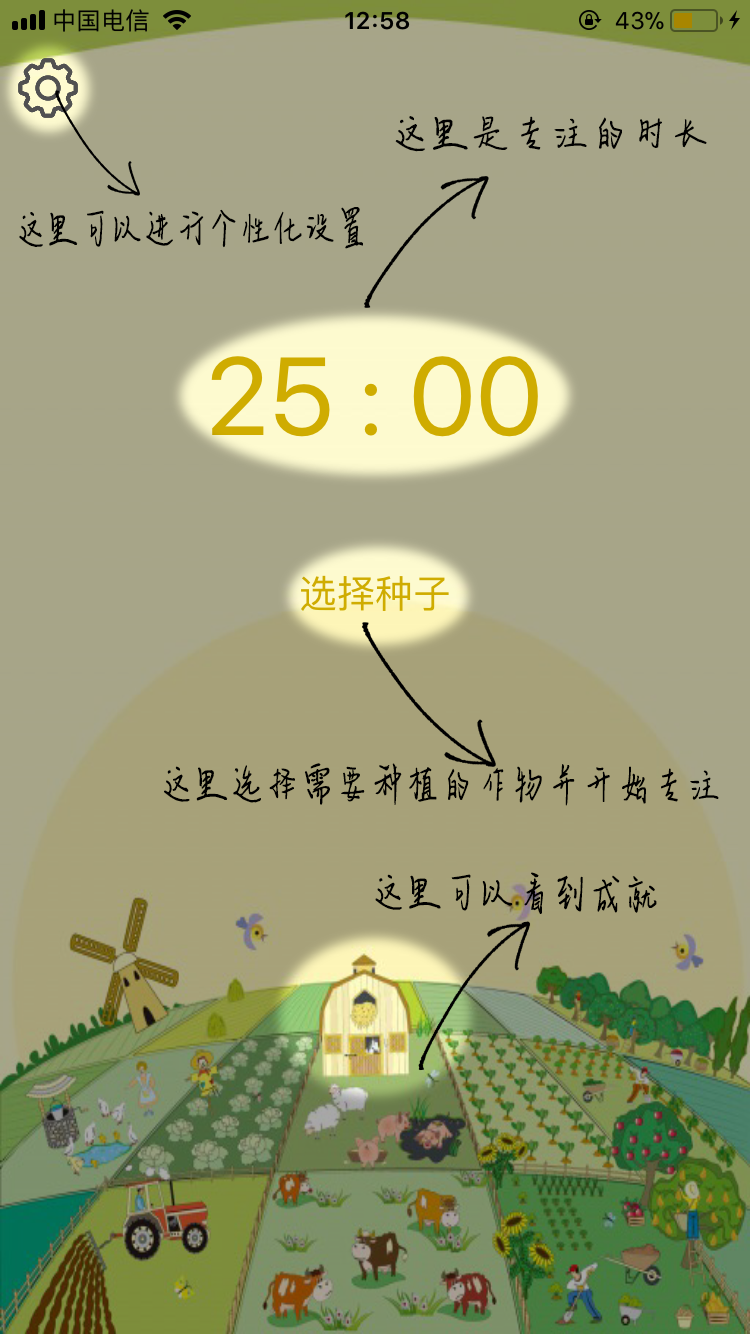 中国电信 12:58 43%
这里是专注的时长
这里可以进行个性化设置
25:00
选择种子
这里选择需要种植的作物并开始专注
这里可以看到成就